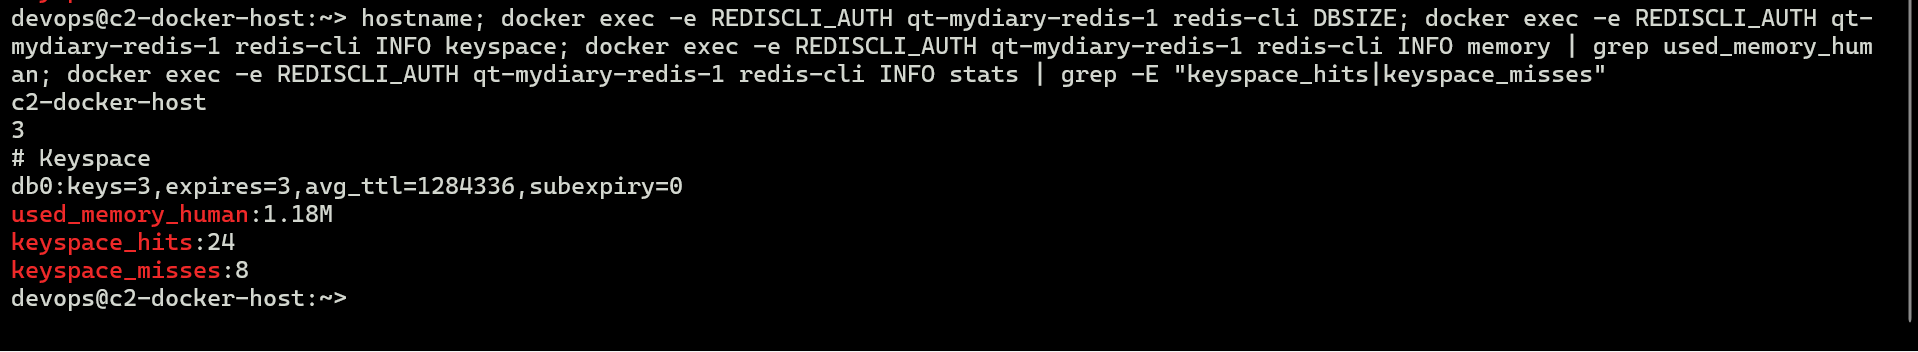 devops@c2-docker-host:~> hostname; docker exec -e REDISCLI_AUTH qt-mydiary-redis-1 redis-cli DBSIZE; docker exec -e REDISCLI_AUTH qt-
mydiary-redis-1 redis-cli INFO keyspace; docker exec -e REDISCLI_AUTH qt-mydiary-redis-1 redis-cli INFO memory | grep used_memory_hum
an; docker exec -e REDISCLI_AUTH qt-mydiary-redis-1 redis-cli INFO stats | grep -E "keyspace_hits|keyspace_misses"
c2-docker-host
3
# Keyspace
db0:keys=3,expires=3,avg_ttl=1284336,subexpiry=0
used_memory_human:1.18M
keyspace_hits:24
keyspace_misses:8
devops@c2-docker-host:~>